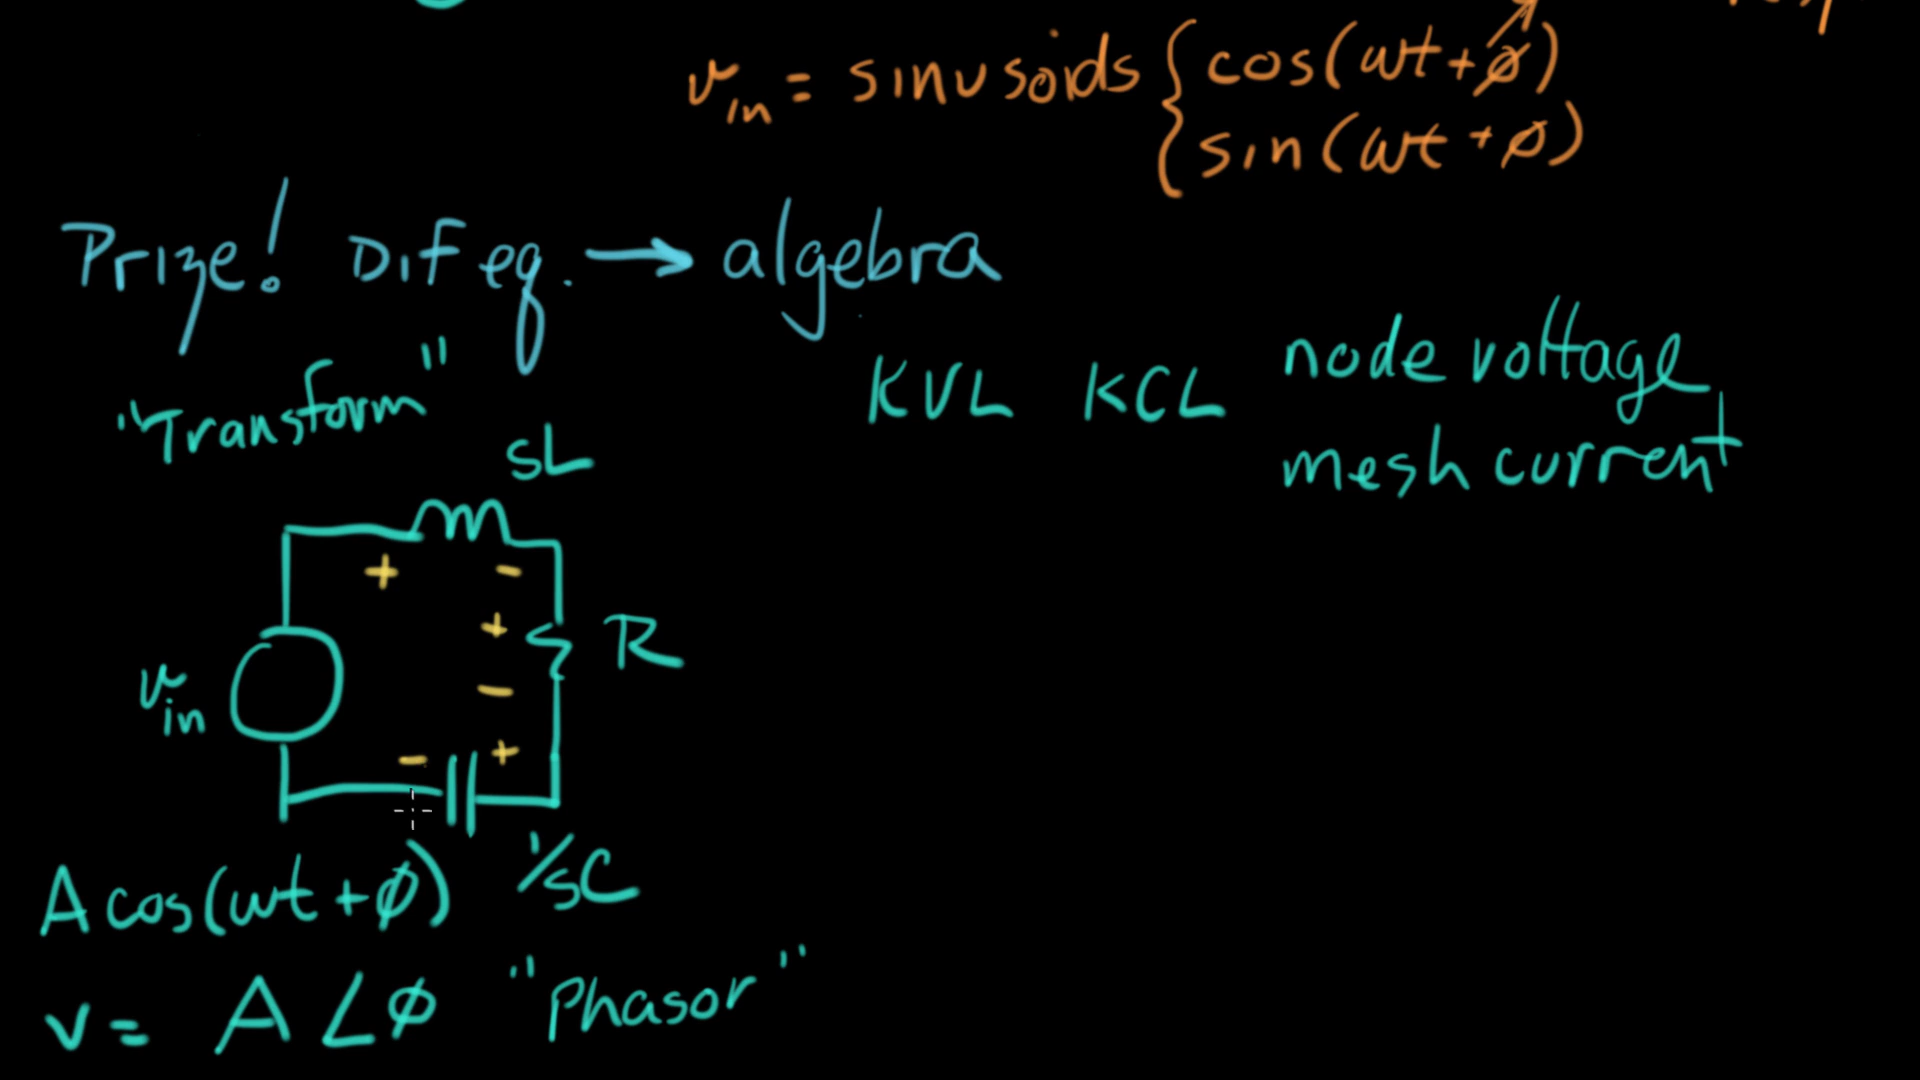 v_in = sinusoids { cos(ωt + ϕ)
sin(ωt + ϕ)
Prize! Dif eq. → algebra
"Transform"
KVL KCL node voltage
mesh current
sL
+ -
+
R
-
v_in
- +
1/sC
A cos(ωt + ϕ)
v = A ∠ ϕ "Phasor"